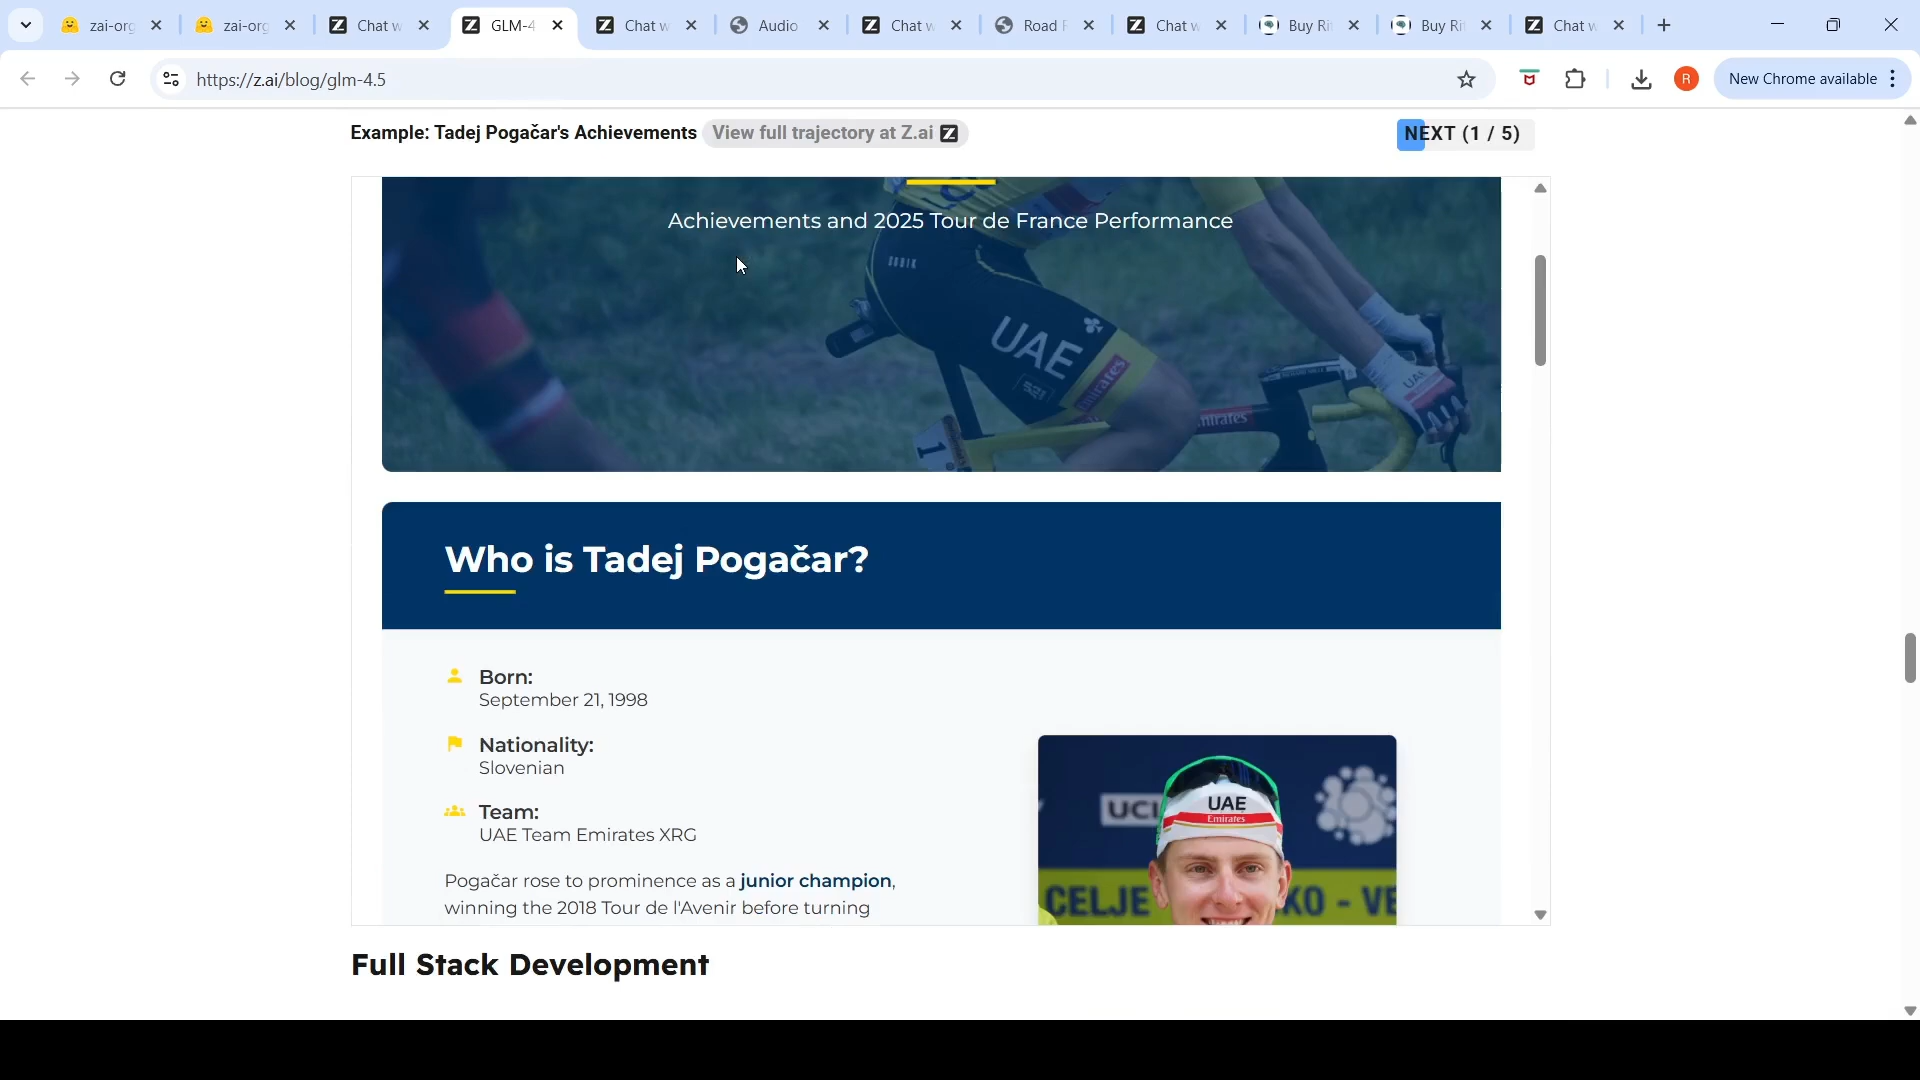 zai-org
zai-org
Chat w
GLM-4
Chat w
Audio
Chat w
Road F
Chat w
Buy Ri
Buy Ri
Chat w
https://z.ai/blog/glm-4.5
R
New Chrome available
Example: Tadej Pogačar's Achievements View full trajectory at Z.ai Z
NEXT (1 / 5)
Achievements and 2025 Tour de France Performance
UAE
Emirates
UAE
mirates
1
Who is Tadej Pogačar?
Born:
September 21, 1998
Nationality:
Slovenian
Team:
UAE Team Emirates XRG
Pogačar rose to prominence as a junior champion,
winning the 2018 Tour de l'Avenir before turning
UCI
UAE
Emirates
CELJE
KO - VE
Full Stack Development